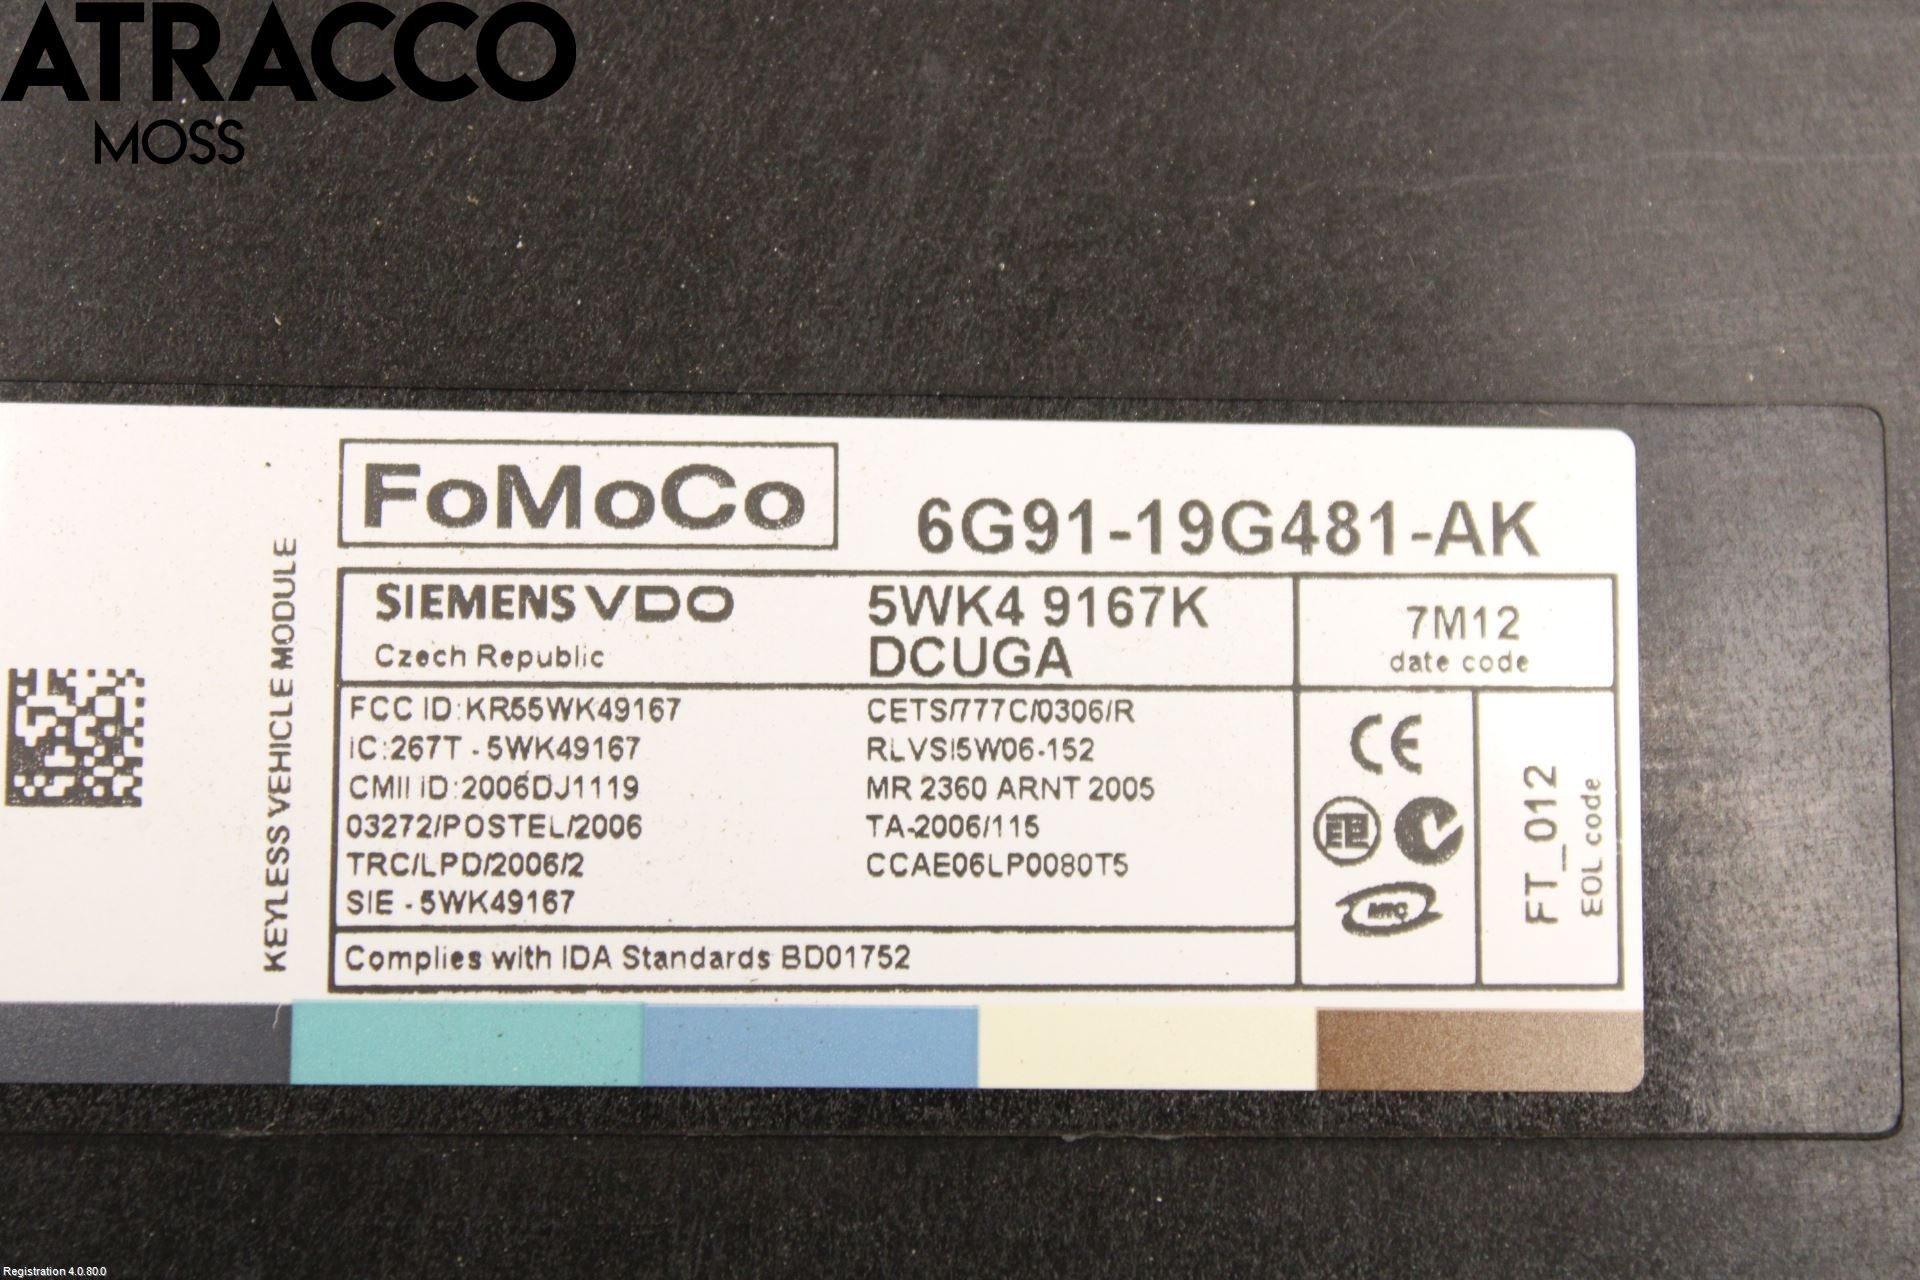 ATRACCO
MOSS
KEYLESS VEHICLE MODULE
FoMoCo
6G91-19G481-AK
SIEMENS VDO
Czech Republic
5WK4 9167K
DCUGA
7M12
date code
FCC ID:KR55WK49167
IC:267T - 5WK49167
CMII ID:2006DJ1119
03272/POSTEL/2006
TRC/LPD/2006/2
SIE - 5WK49167
CETS/777C/0306/R
RLVSI5W06-152
MR 2360 ARNT 2005
TA-2006/115
CCAE06LP0080T5
CE
FT_012
EOL code
Complies with IDA Standards BD01752
Registration 4.0.80.0